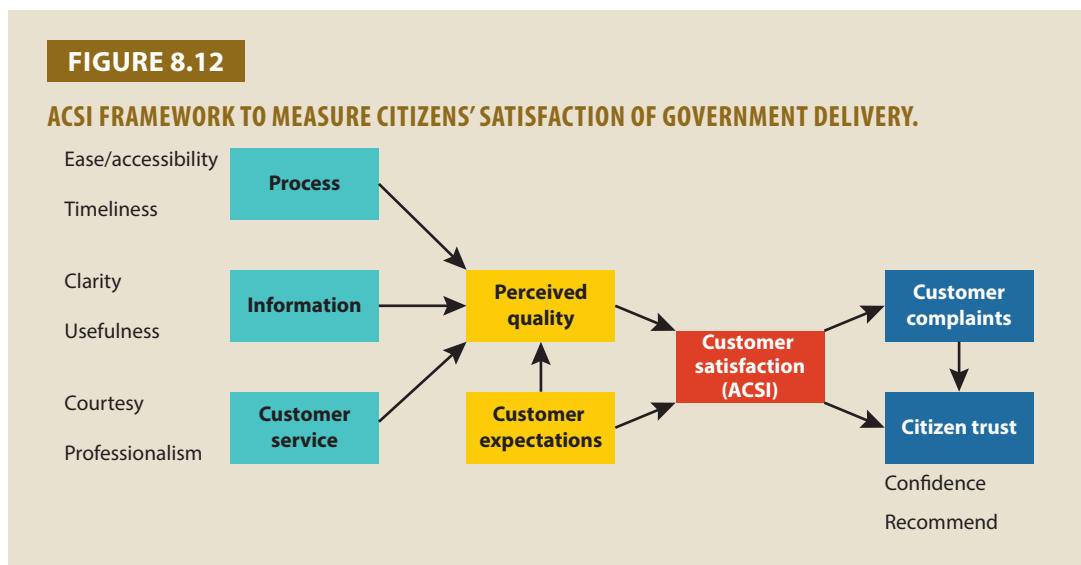 FIGURE 8.12
ACSI FRAMEWORK TO MEASURE CITIZENS’ SATISFACTION OF GOVERNMENT DELIVERY.
Ease/accessibility
Timeliness
Process
Clarity
Usefulness
Information
Courtesy
Professionalism
Customer
service
Perceived
quality
Customer
expectations
Customer
satisfaction
(ACSI)
Customer
complaints
Citizen trust
Confidence
Recommend